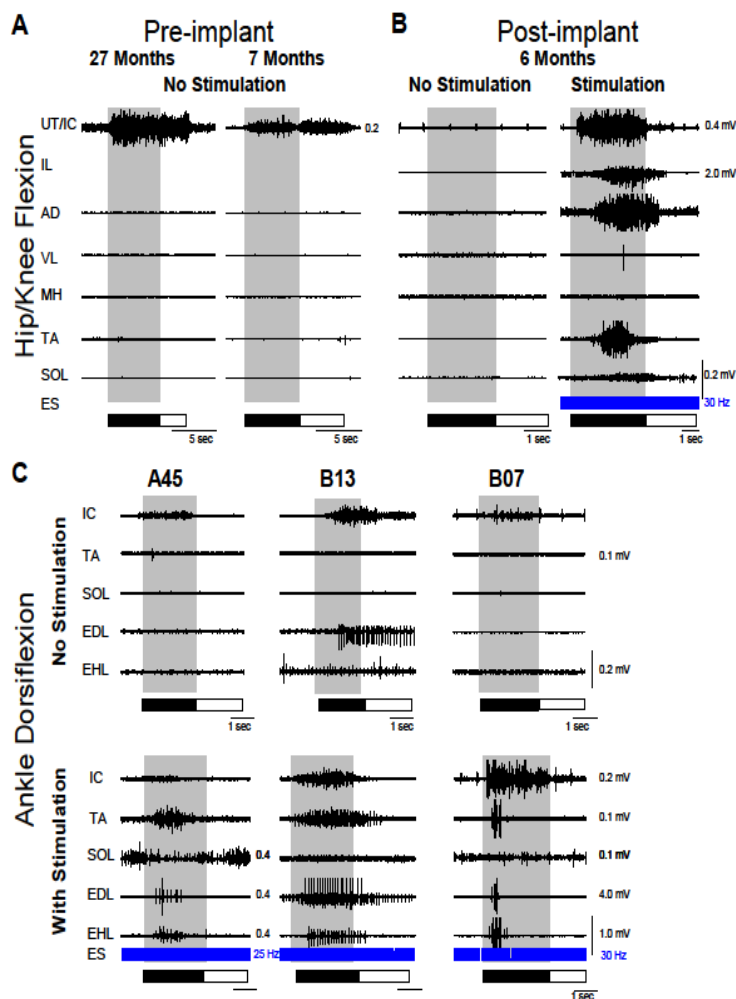 A Pre-implant
27 Months 7 Months
No Stimulation
B Post-implant
6 Months
No Stimulation Stimulation
Hip/Knee Flexion
UT/IC 0.2 0.4 mV
IL 2.0 mV
AD
VL
MH
TA
SOL 0.2 mV
ES 30 Hz
5 sec 5 sec 1 sec 1 sec
C A45 B13 B07
Ankle Dorsiflexion
No Stimulation
IC
TA 0.1 mV
SOL
EDL
EHL 0.2 mV
1 sec 1 sec 1 sec
With Stimulation
IC 0.2 mV
TA 0.1 mV
SOL 0.4 0.1 mV
EDL 0.4 4.0 mV
EHL 0.4 1.0 mV
ES 25 Hz 30 Hz
1 sec